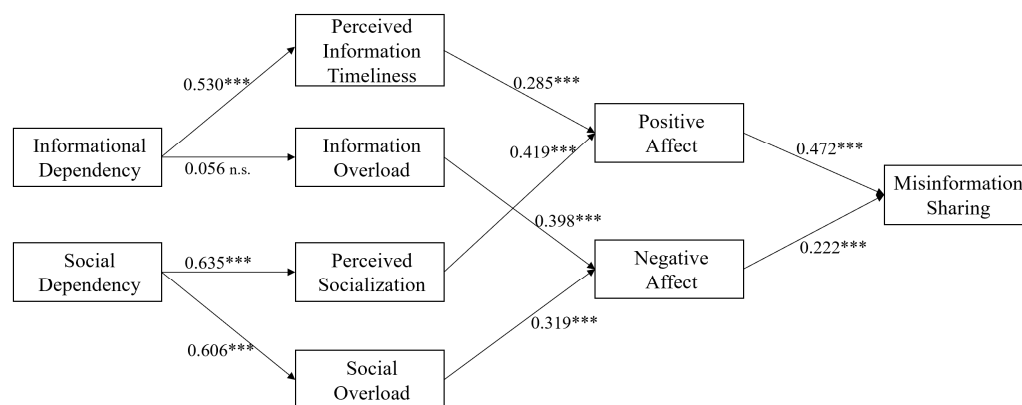 Perceived
Information
Timeliness
0.530***
0.285***
Informational
Dependency
0.056 n.s.
Information
Overload
0.419***
Positive
Affect
0.472***
Misinformation
Sharing
0.398***
Social
Dependency
0.635***
Perceived
Socialization
Negative
Affect
0.222***
0.606***
0.319***
Social
Overload